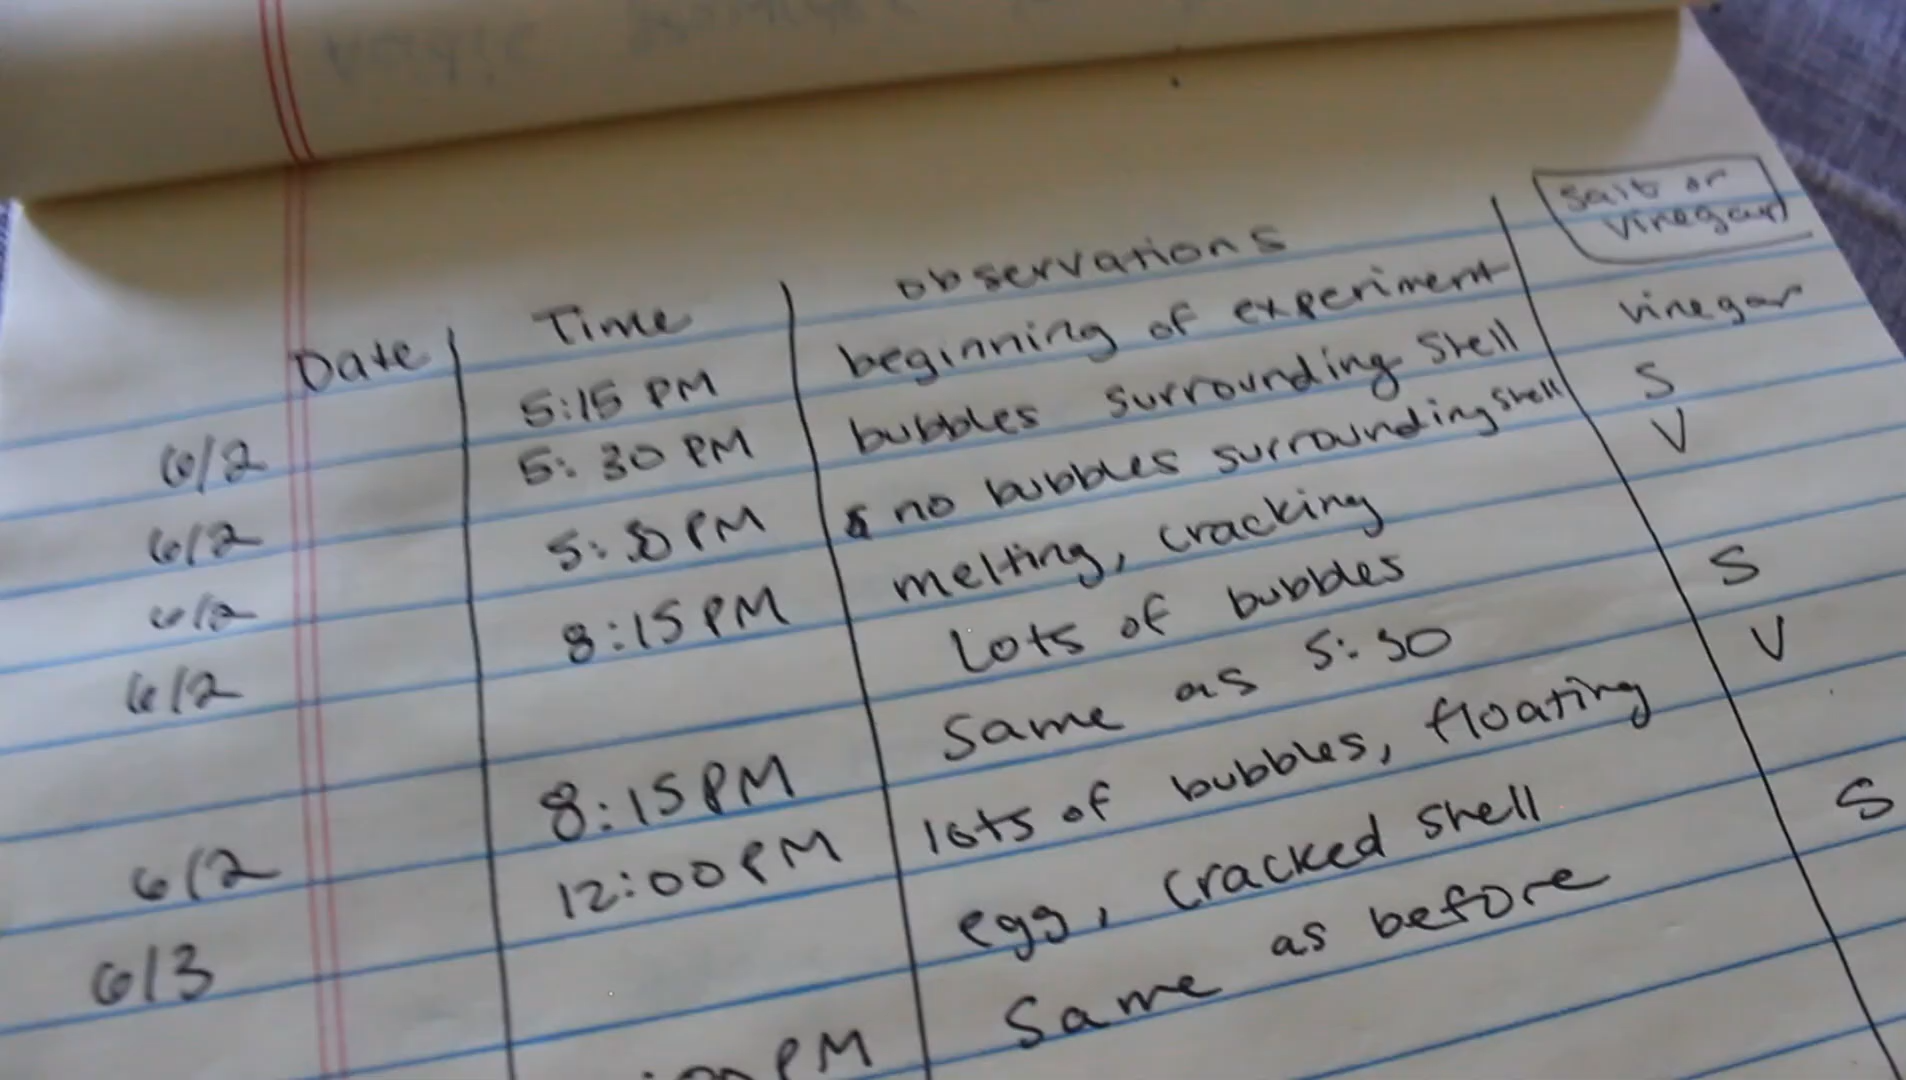 salt or
vinegar
Date Time observations
6/2 5:15 PM beginning of experiment
6/2 5:30 PM bubbles surrounding shell vinegar
6/2 PM no bubbles surrounding shell S
6/2 8:15 PM melting, cracking V
Lots of bubbles
6/2 8:15 PM Same as 5:30 S
6/3 12:00 PM lots of bubbles, floating V
egg, cracked shell
PM Same as before S